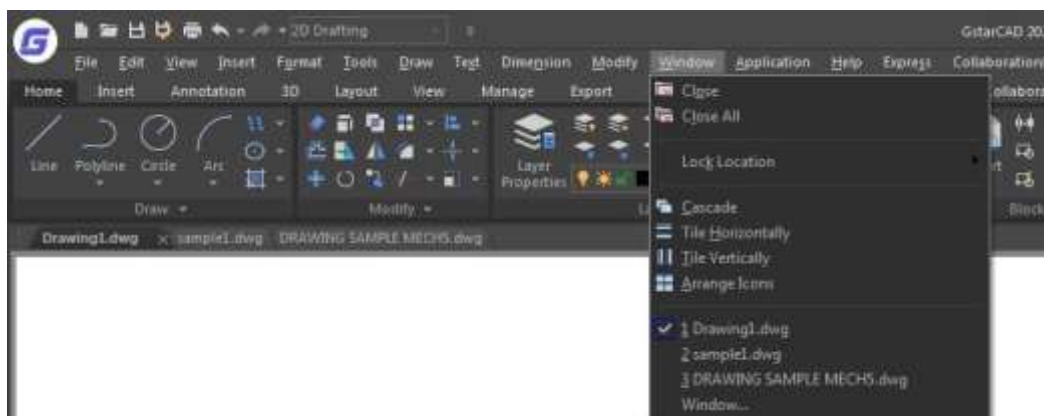 2D Drafting
GstarCAD 20
File Edit View Insert Format Tools Draw Text Dimension Modify Window Application Help Express Collaboration
Home Insert Annotation 3D Layout View Manage Export
Close
Close All
Lock Location
Line Polyline Circle Arc
Layer
Properties
Draw Modify Block
Cascade
Drawing1.dwg sample1.dwg DRAWING SAMPLE MECH5.dwg
Tile Horizontally
Tile Vertically
Arrange Icons
1 Drawing1.dwg
2 sample1.dwg
3 DRAWING SAMPLE MECH5.dwg
Window...